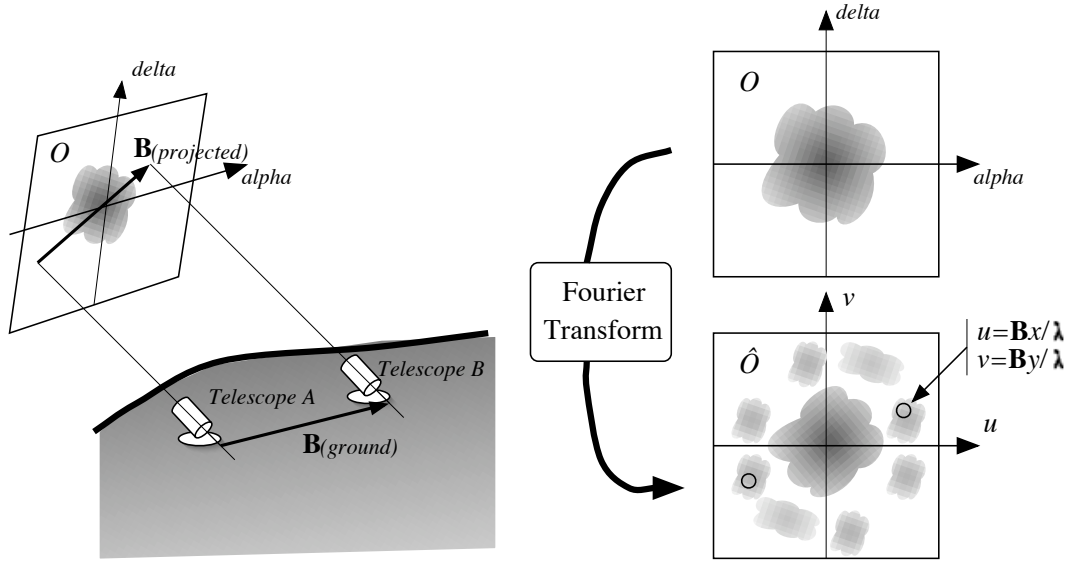 delta
O
B(projected)
alpha
Telescope B
Telescope A
B(ground)
Fourier
Transform
delta
O
alpha
v
Ô
u=Bx/λ
v=By/λ
u